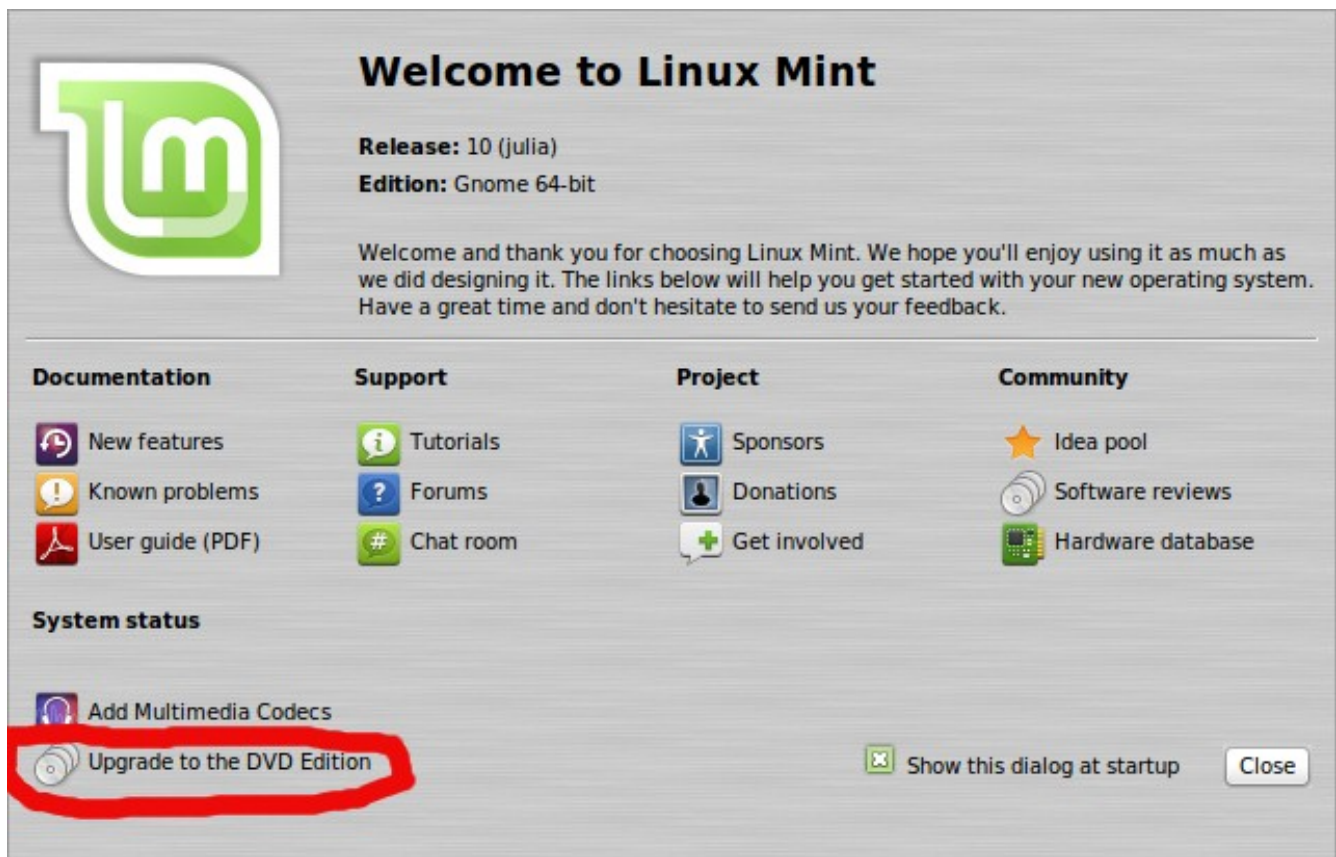 Welcome to Linux Mint
Release: 10 (julia)
Edition: Gnome 64-bit
Welcome and thank you for choosing Linux Mint. We hope you'll enjoy using it as much as
we did designing it. The links below will help you get started with your new operating system.
Have a great time and don't hesitate to send us your feedback.
Documentation
New features
Known problems
User guide (PDF)
Support
Tutorials
Forums
Chat room
Project
Sponsors
Donations
Get involved
Community
Idea pool
Software reviews
Hardware database
System status
Add Multimedia Codecs
Upgrade to the DVD Edition
Show this dialog at startup
Close